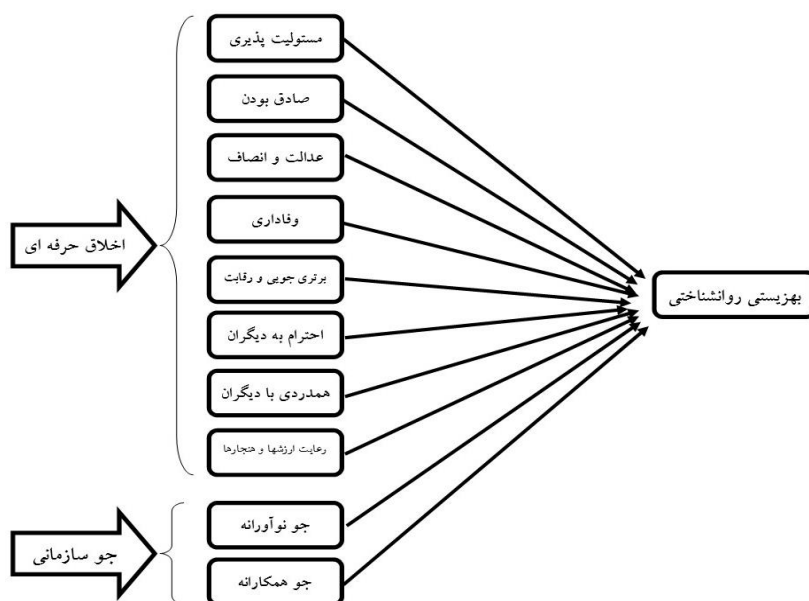 مسئولیت پذیری
صادق بودن
عدالت و انصاف
وفاداری
اخلاق حرفه ای
برتری جویی و رقابت
بهزیستی روانشناختی
احترام به دیگران
همدردی با دیگران
رعایت ارزشها و هنجارها
جو نوآورانه
جو سازمانی
جو همکارانه